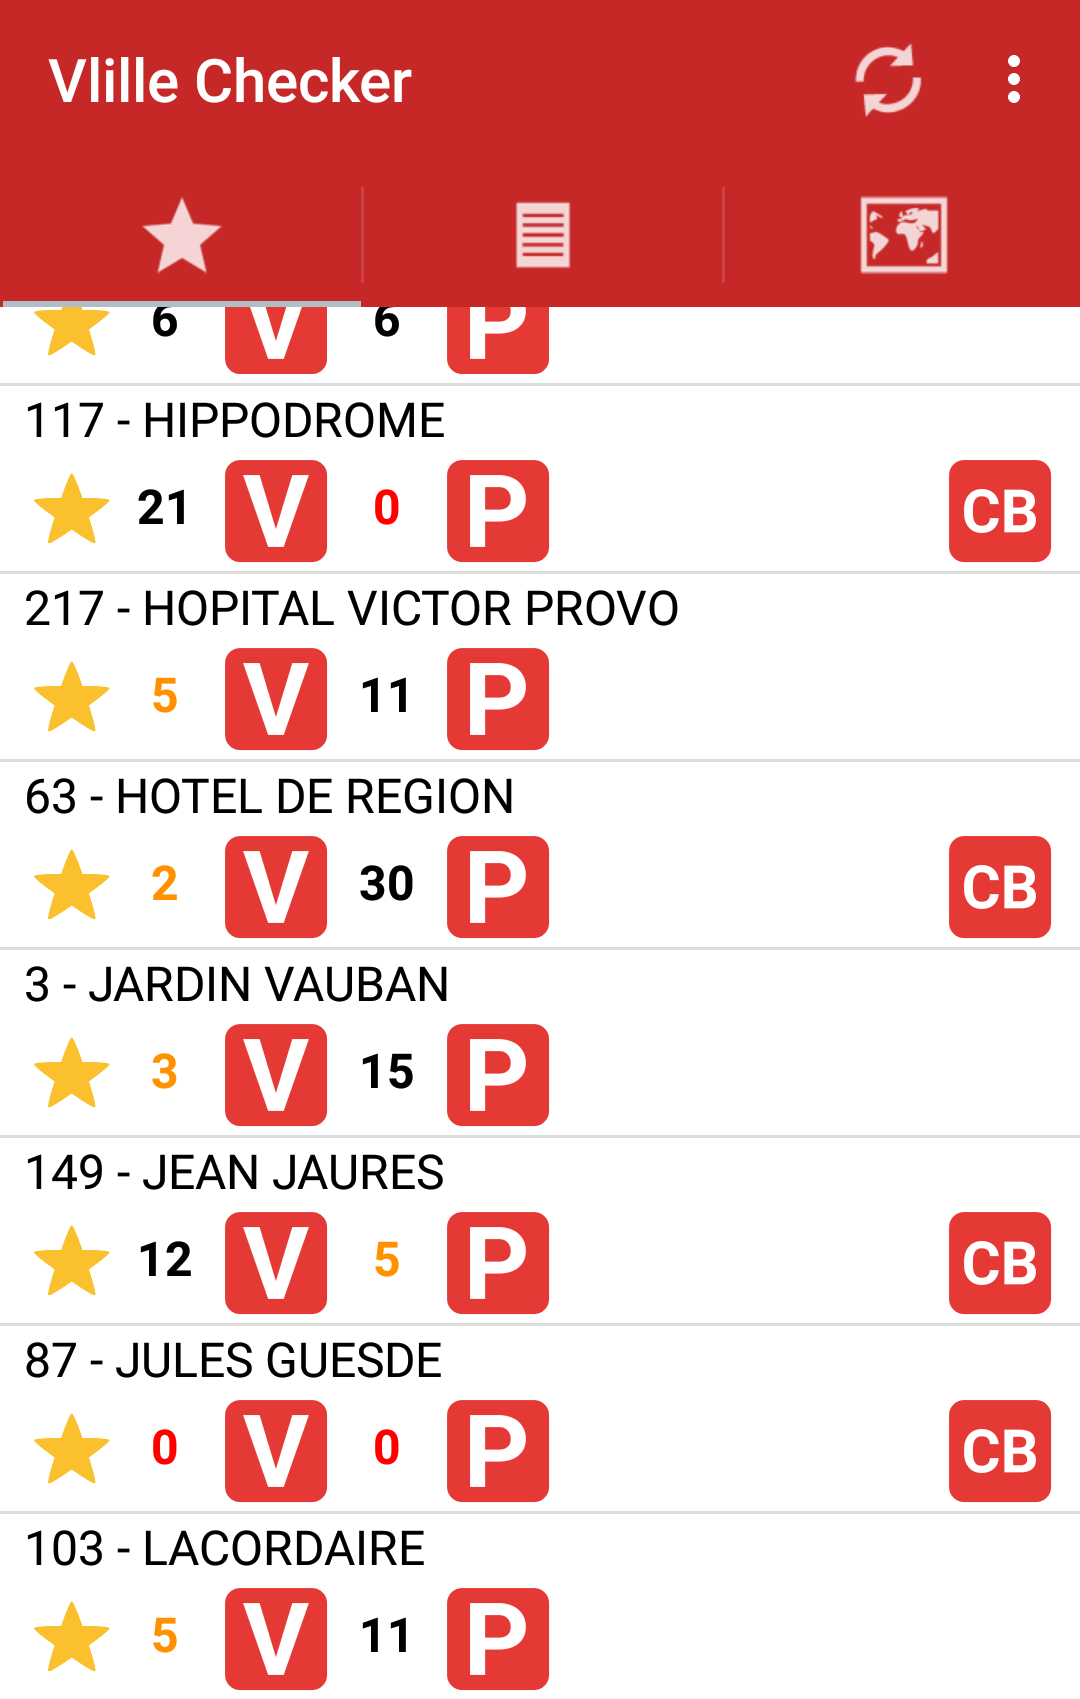 Vlille Checker
6 V 6 P
117 - HIPPODROME
21 V 0 P CB
217 - HOPITAL VICTOR PROVO
5 V 11 P
63 - HOTEL DE REGION
2 V 30 P CB
3 - JARDIN VAUBAN
3 V 15 P
149 - JEAN JAURES
12 V 5 P CB
87 - JULES GUESDE
0 V 0 P CB
103 - LACORDAIRE
5 V 11 P